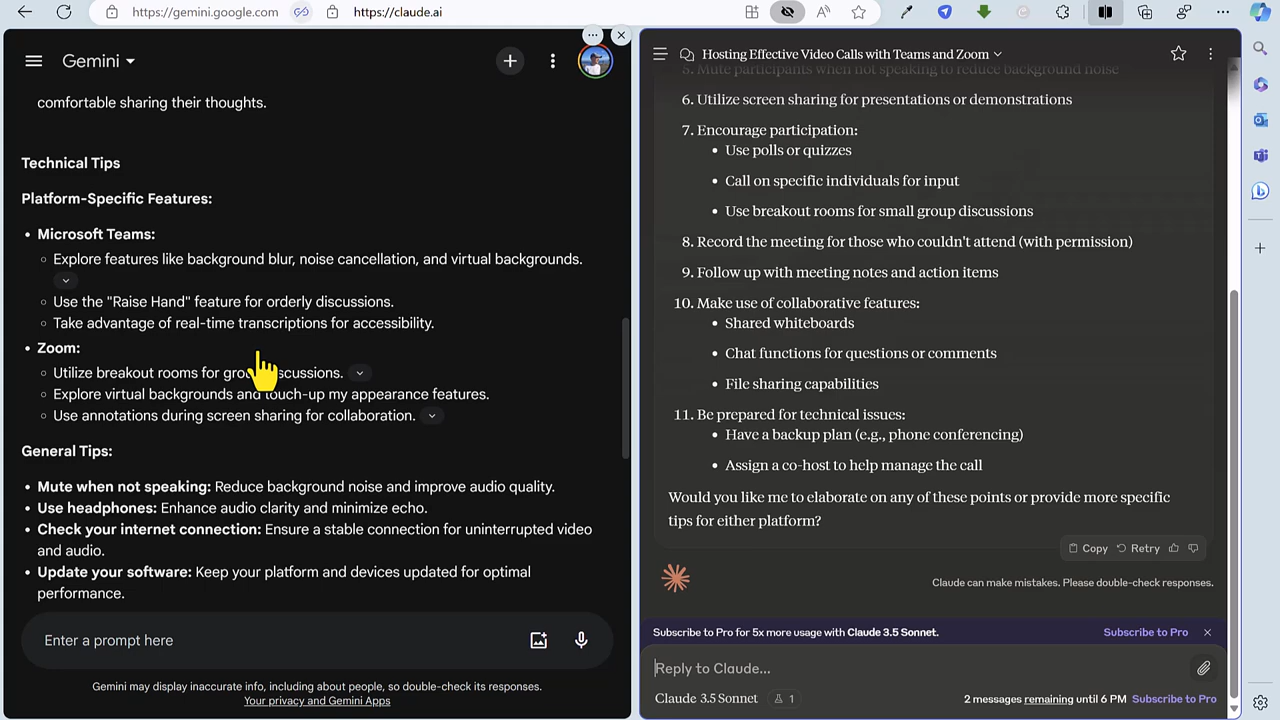 https://gemini.google.com
https://claude.ai
Gemini
comfortable sharing their thoughts.
Technical Tips
Platform-Specific Features:
• Microsoft Teams:
○ Explore features like background blur, noise cancellation, and virtual backgrounds.
○ Use the "Raise Hand" feature for orderly discussions.
○ Take advantage of real-time transcriptions for accessibility.
• Zoom:
○ Utilize breakout rooms for
○ Explore virtual backgrounds and touch-up my appearance features.
○ Use annotations during screen sharing for collaboration.
General Tips:
• Mute when not speaking: Reduce background noise and improve audio quality.
• Use headphones: Enhance audio clarity and minimize echo.
• Check your internet connection: Ensure a stable connection for uninterrupted video
and audio.
• Update your software: Keep your platform and devices updated for optimal
performance.
Enter a prompt here
Gemini may display inaccurate info, including about people, so double-check its responses.
Your privacy and Gemini Apps
Hosting Effective Video Calls with Teams and Zoom
5. Mute participants when not speaking to reduce background noise
6. Utilize screen sharing for presentations or demonstrations
7. Encourage participation:
• Use polls or quizzes
• Call on specific individuals for input
• Use breakout rooms for small group discussions
8. Record the meeting for those who couldn't attend (with permission)
9. Follow up with meeting notes and action items
10. Make use of collaborative features:
• Shared whiteboards
• Chat functions for questions or comments
• File sharing capabilities
11. Be prepared for technical issues:
• Have a backup plan (e.g., phone conferencing)
• Assign a co-host to help manage the call
Would you like me to elaborate on any of these points or provide more specific
tips for either platform?
Copy Retry
Claude can make mistakes. Please double-check responses.
Subscribe to Pro for 5x more usage with Claude 3.5 Sonnet. Subscribe to Pro
Reply to Claude...
Claude 3.5 Sonnet 1 2 messages remaining until 6 PM Subscribe to Pro